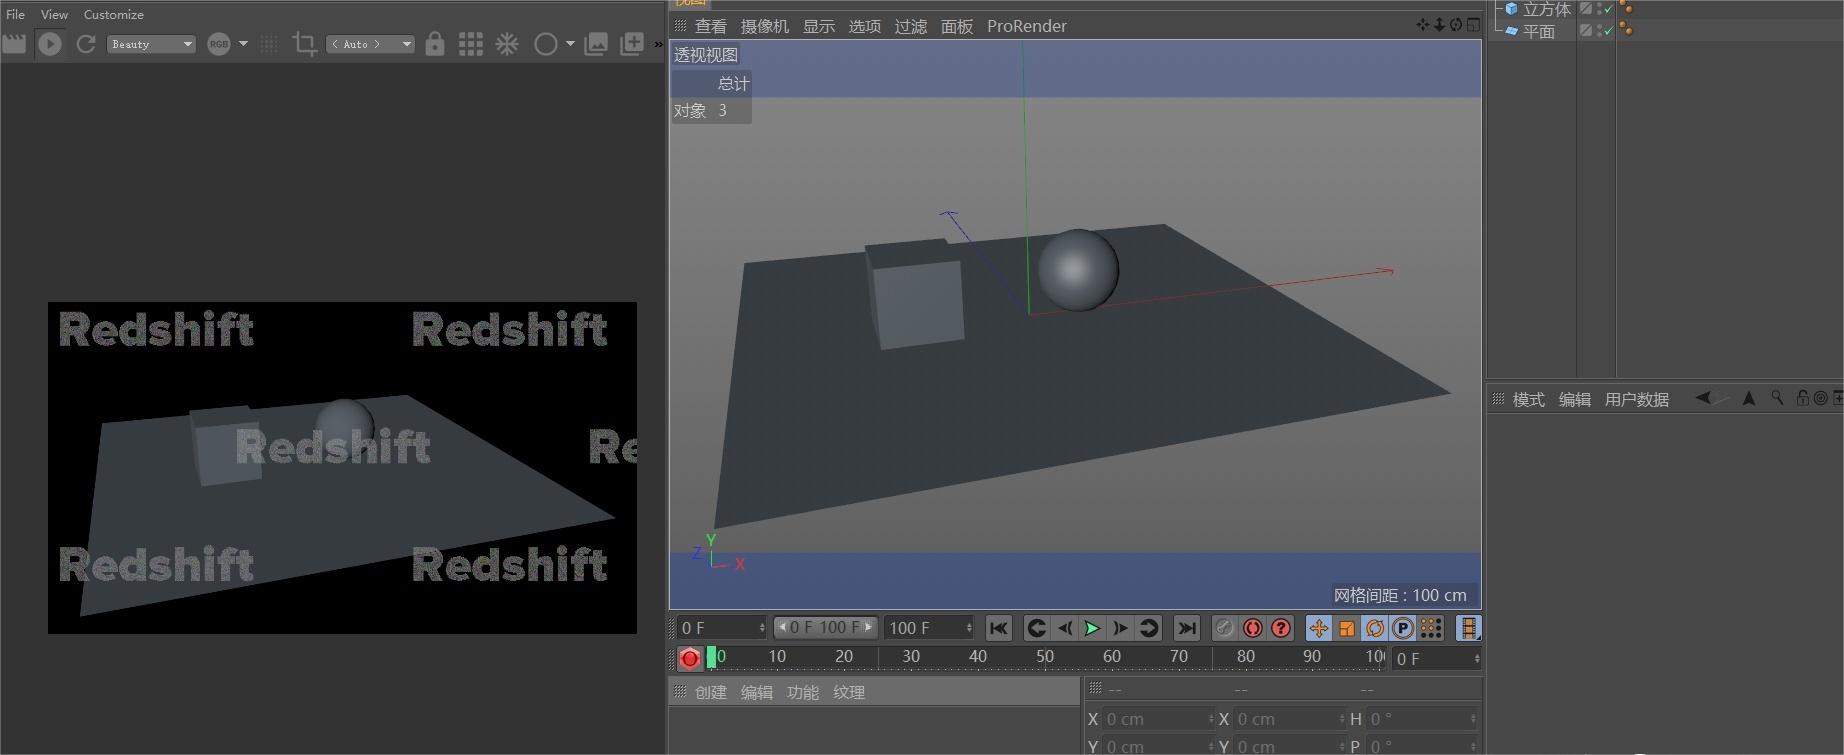 File View Customize
Beauty
RGB
< Auto >
»
Redshift Redshift
Redshift Re
Redshift Redshift
视图
查看 摄像机 显示 选项 过滤 面板 ProRender
透视视图
总计
对象 3
Y
Z X
网格间距 : 100 cm
0 F 0 F 100 F 100 F
0 10 20 30 40 50 60 70 80 90 10 0 F
创建 编辑 功能 纹理
-- -- --
X 0 cm X 0 cm H 0 °
Y 0 cm Y 0 cm P 0 °
立方体
平面
模式 编辑 用户数据